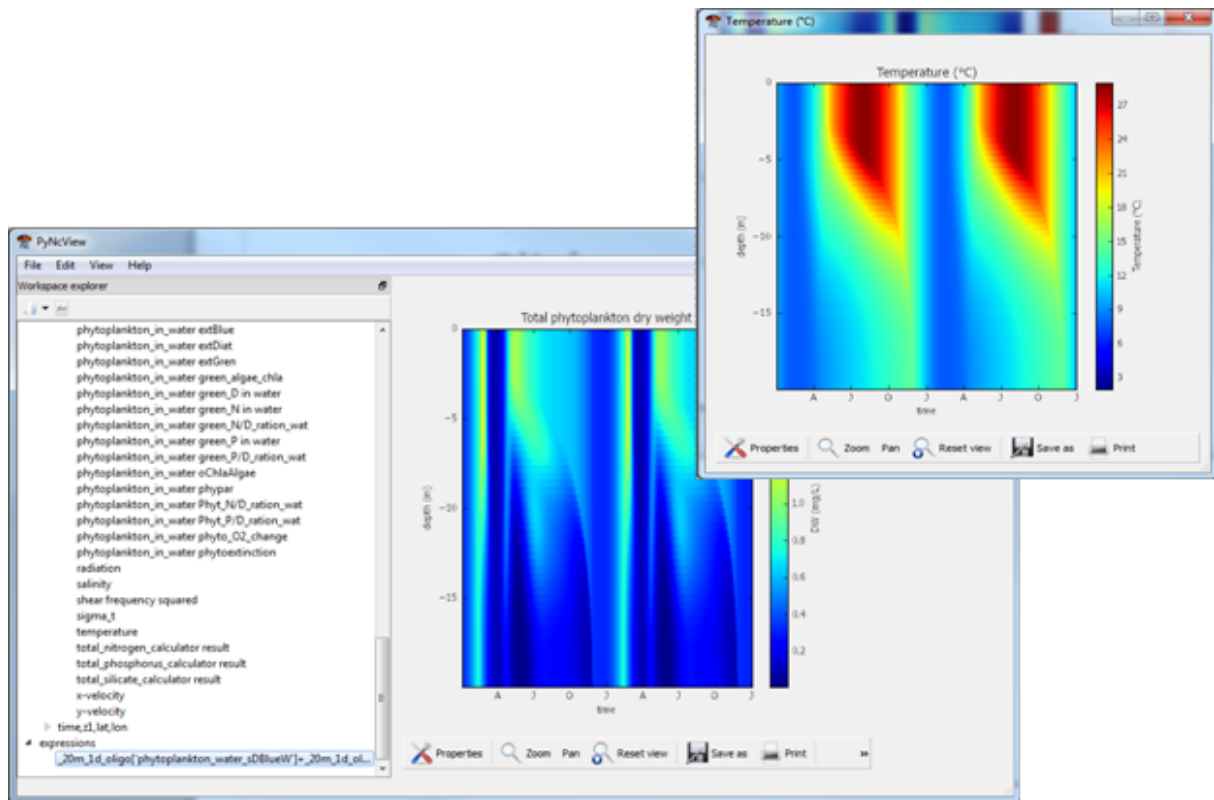 Temperature (°C)
Temperature (°C)
0
−5
−10
−15
depth (m)
A J O J A J O J
time
27
24
21
18
15
12
9
6
3
Temperature (°C)
Properties Zoom Pan Reset view Save as Print
PyNcView
File Edit View Help
Workspace explorer
phytoplankton_in_water extBlue
phytoplankton_in_water extDiat
phytoplankton_in_water extGren
phytoplankton_in_water green_algae_chla
phytoplankton_in_water green_D in water
phytoplankton_in_water green_N in water
phytoplankton_in_water green_N/D_ration_wat
phytoplankton_in_water green_P in water
phytoplankton_in_water green_P/D_ration_wat
phytoplankton_in_water oChlaAlgae
phytoplankton_in_water phypar
phytoplankton_in_water Phyt_N/D_ration_wat
phytoplankton_in_water Phyt_P/D_ration_wat
phytoplankton_in_water phyto_O2_change
phytoplankton_in_water phytoextinction
radiation
salinity
shear frequency squared
sigma_t
temperature
total_nitrogen_calculator result
total_phosphorus_calculator result
total_silicate_calculator result
x-velocity
y-velocity
time,z1,lat,lon
expressions
_20m_1d_oligo['phytoplankton_water_sDBlueW']+_20m_1d_ol...
Total phytoplankton dry weight
0
−5
−10
−15
depth (m)
A J O J A J O J
time
1.0
0.8
0.6
0.4
0.2
DW (mg/L)
Properties Zoom Pan Reset view Save as Print